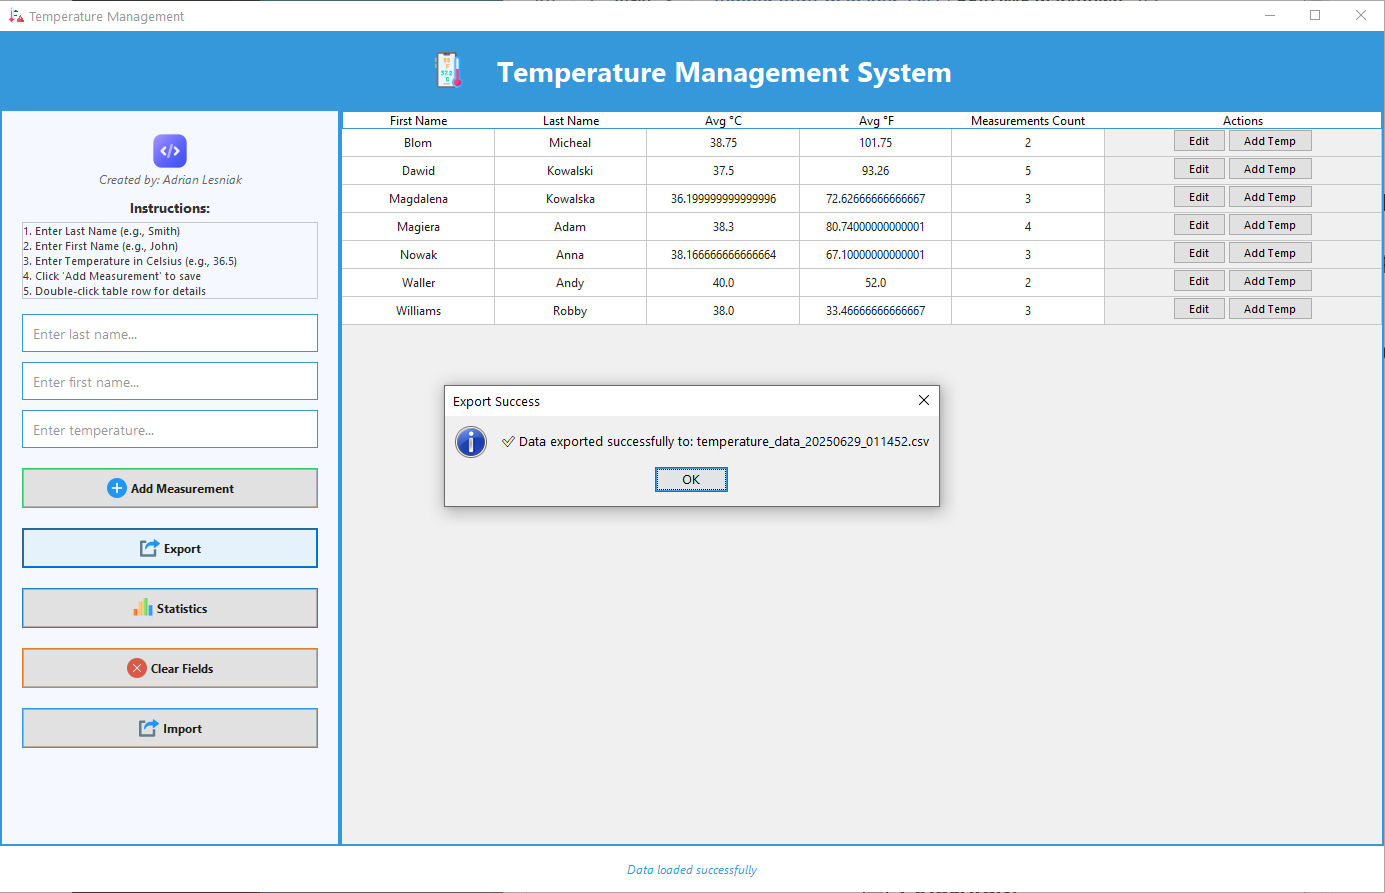 Temperature Management
Temperature Management System
</>
Created by: Adrian Lesniak
Instructions:
1. Enter Last Name (e.g., Smith)
2. Enter First Name (e.g., John)
3. Enter Temperature in Celsius (e.g., 36.5)
4. Click 'Add Measurement' to save
5. Double-click table row for details
Enter last name...
Enter first name...
Enter temperature...
Add Measurement
Export
Statistics
Clear Fields
Import
First Name Last Name Avg °C Avg °F Measurements Count Actions
Blom Micheal 38.75 101.75 2 Edit Add Temp
Dawid Kowalski 37.5 93.26 5 Edit Add Temp
Magdalena Kowalska 36.199999999999996 72.62666666666667 3 Edit Add Temp
Magiera Adam 38.3 80.74000000000001 4 Edit Add Temp
Nowak Anna 38.166666666666664 67.10000000000001 3 Edit Add Temp
Waller Andy 40.0 52.0 2 Edit Add Temp
Williams Robby 38.0 33.46666666666667 3 Edit Add Temp
Export Success
Data exported successfully to: temperature_data_20250629_011452.csv
OK
Data loaded successfully